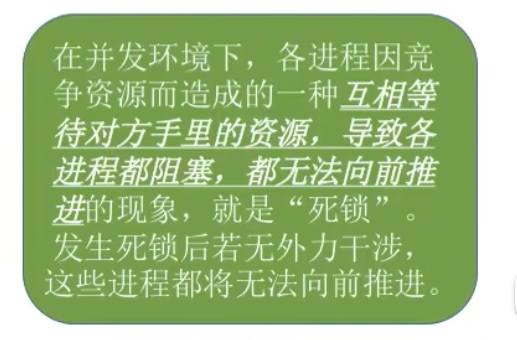 在并发环境下，各进程因竞
争资源而造成的一种互相等
待对方手里的资源，导致各
进程都阻塞，都无法向前推
进的现象，就是“死锁”。
发生死锁后若无外力干涉，
这些进程都将无法向前推进。